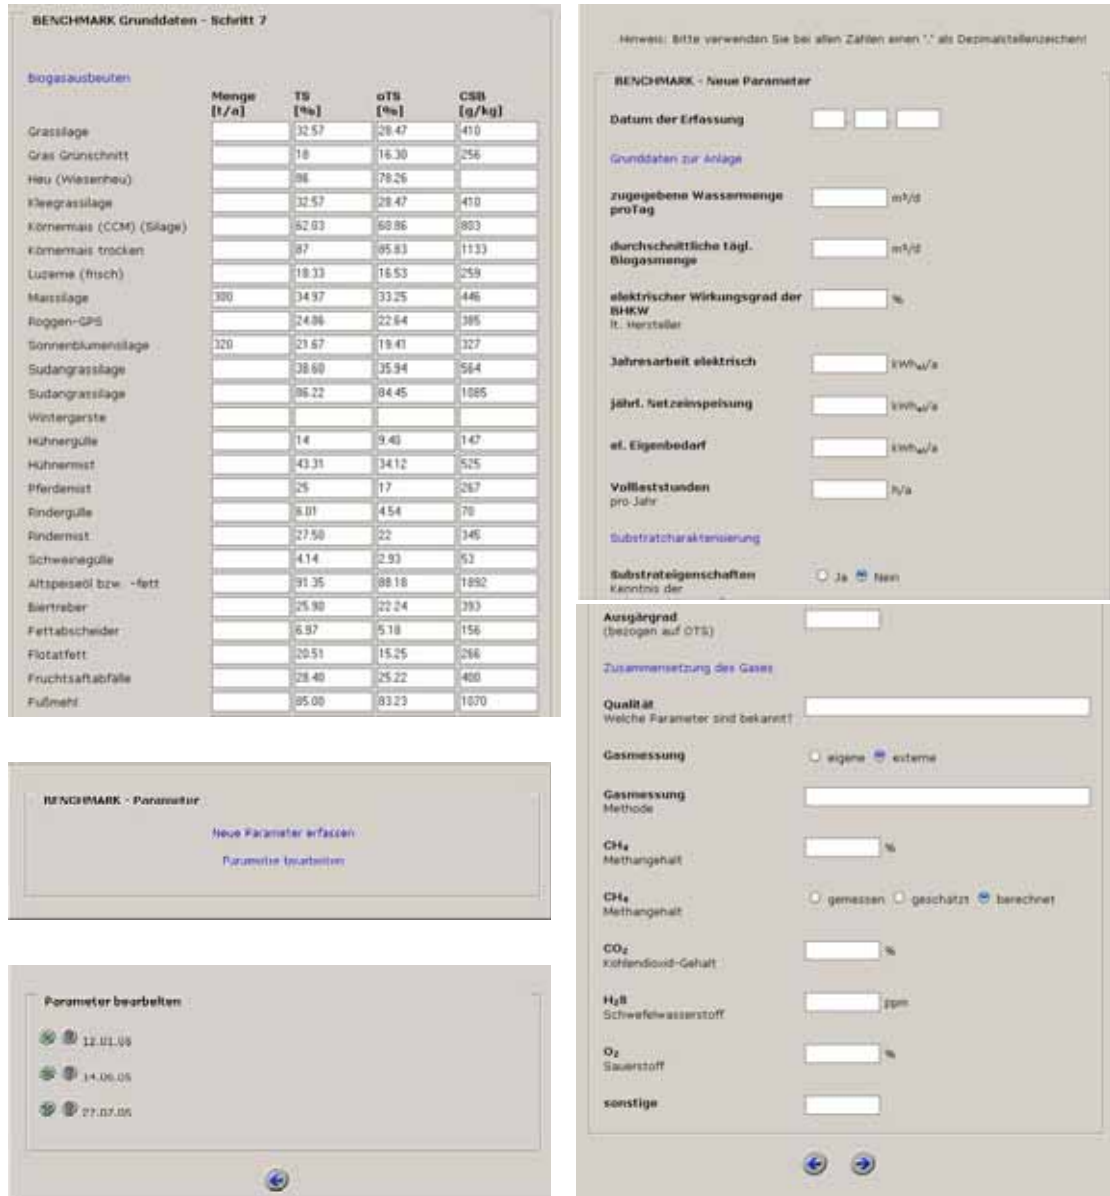 BENCHMARK Grunddaten - Schritt 7
Biogasausbeuten
Menge TS oTS CSB
[t/a] [%] [%] [g/kg]
Grassilage 32.57 28.47 410
Gras Grünschnitt 18 16.30 256
Heu (Wiesenheu) 86 78.26
Kleegrassilage 32.57 28.47 410
Körnermais (CCM) (Silage) 62.03 60.86 803
Körnermais trocken 87 85.83 1133
Luzerne (frisch) 18.33 16.53 259
Maissilage 300 34.97 33.25 446
Roggen-GPS 24.06 22.64 385
Sonnenblumensilage 320 21.67 19.41 327
Sudangrassilage 38.60 35.94 564
Sudangrassilage 86.22 84.45 1085
Wintergerste
Hühnergülle 14 9.40 147
Hühnermist 43.31 34.12 525
Pferdemist 25 17 267
Rindergülle 6.01 4.54 70
Rindermist 27.50 22 345
Schweinegülle 4.14 2.93 53
Altspeiseöl bzw. -fett 91.35 88.18 1892
Biertreber 25.90 22.24 393
Fettabscheider 6.97 5.18 156
Flotatfett 20.51 15.25 266
Fruchtsaftabfälle 28.40 25.22 400
Fußmehl 85.00 83.23 1070
BENCHMARK - Parameter
Neue Parameter erfassen
Parameter bearbeiten
Parameter bearbeiten
12.01.05
14.06.05
27.07.05
Hinweis: Bitte verwenden Sie bei allen Zahlen einen "." als Dezimalstellenzeichen!
BENCHMARK - Neue Parameter
Datum der Erfassung . .
Grunddaten zur Anlage
zugegebene Wassermenge m³/d
proTag
durchschnittliche tägl. m³/d
Biogasmenge
elektrischer Wirkungsgrad der %
BHKW
lt. Hersteller
Jahresarbeit elektrisch kWhel/a
jährl. Netzeinspeisung kWhel/a
el. Eigenbedarf kWhel/a
Volllaststunden h/a
pro Jahr
Substratcharakterisierung
Substrateigenschaften Ja Nein
Kenntnis der
Ausgärgrad
(bezogen auf OTS)
Zusammensetzung des Gases
Qualität
Welche Parameter sind bekannt?
Gasmessung eigene externe
Gasmessung
Methode
CH₄ %
Methangehalt
CH₄ gemessen geschätzt berechnet
Methangehalt
CO₂ %
Kohlendioxid-Gehalt
H₂S ppm
Schwefelwasserstoff
O₂ %
Sauerstoff
sonstige